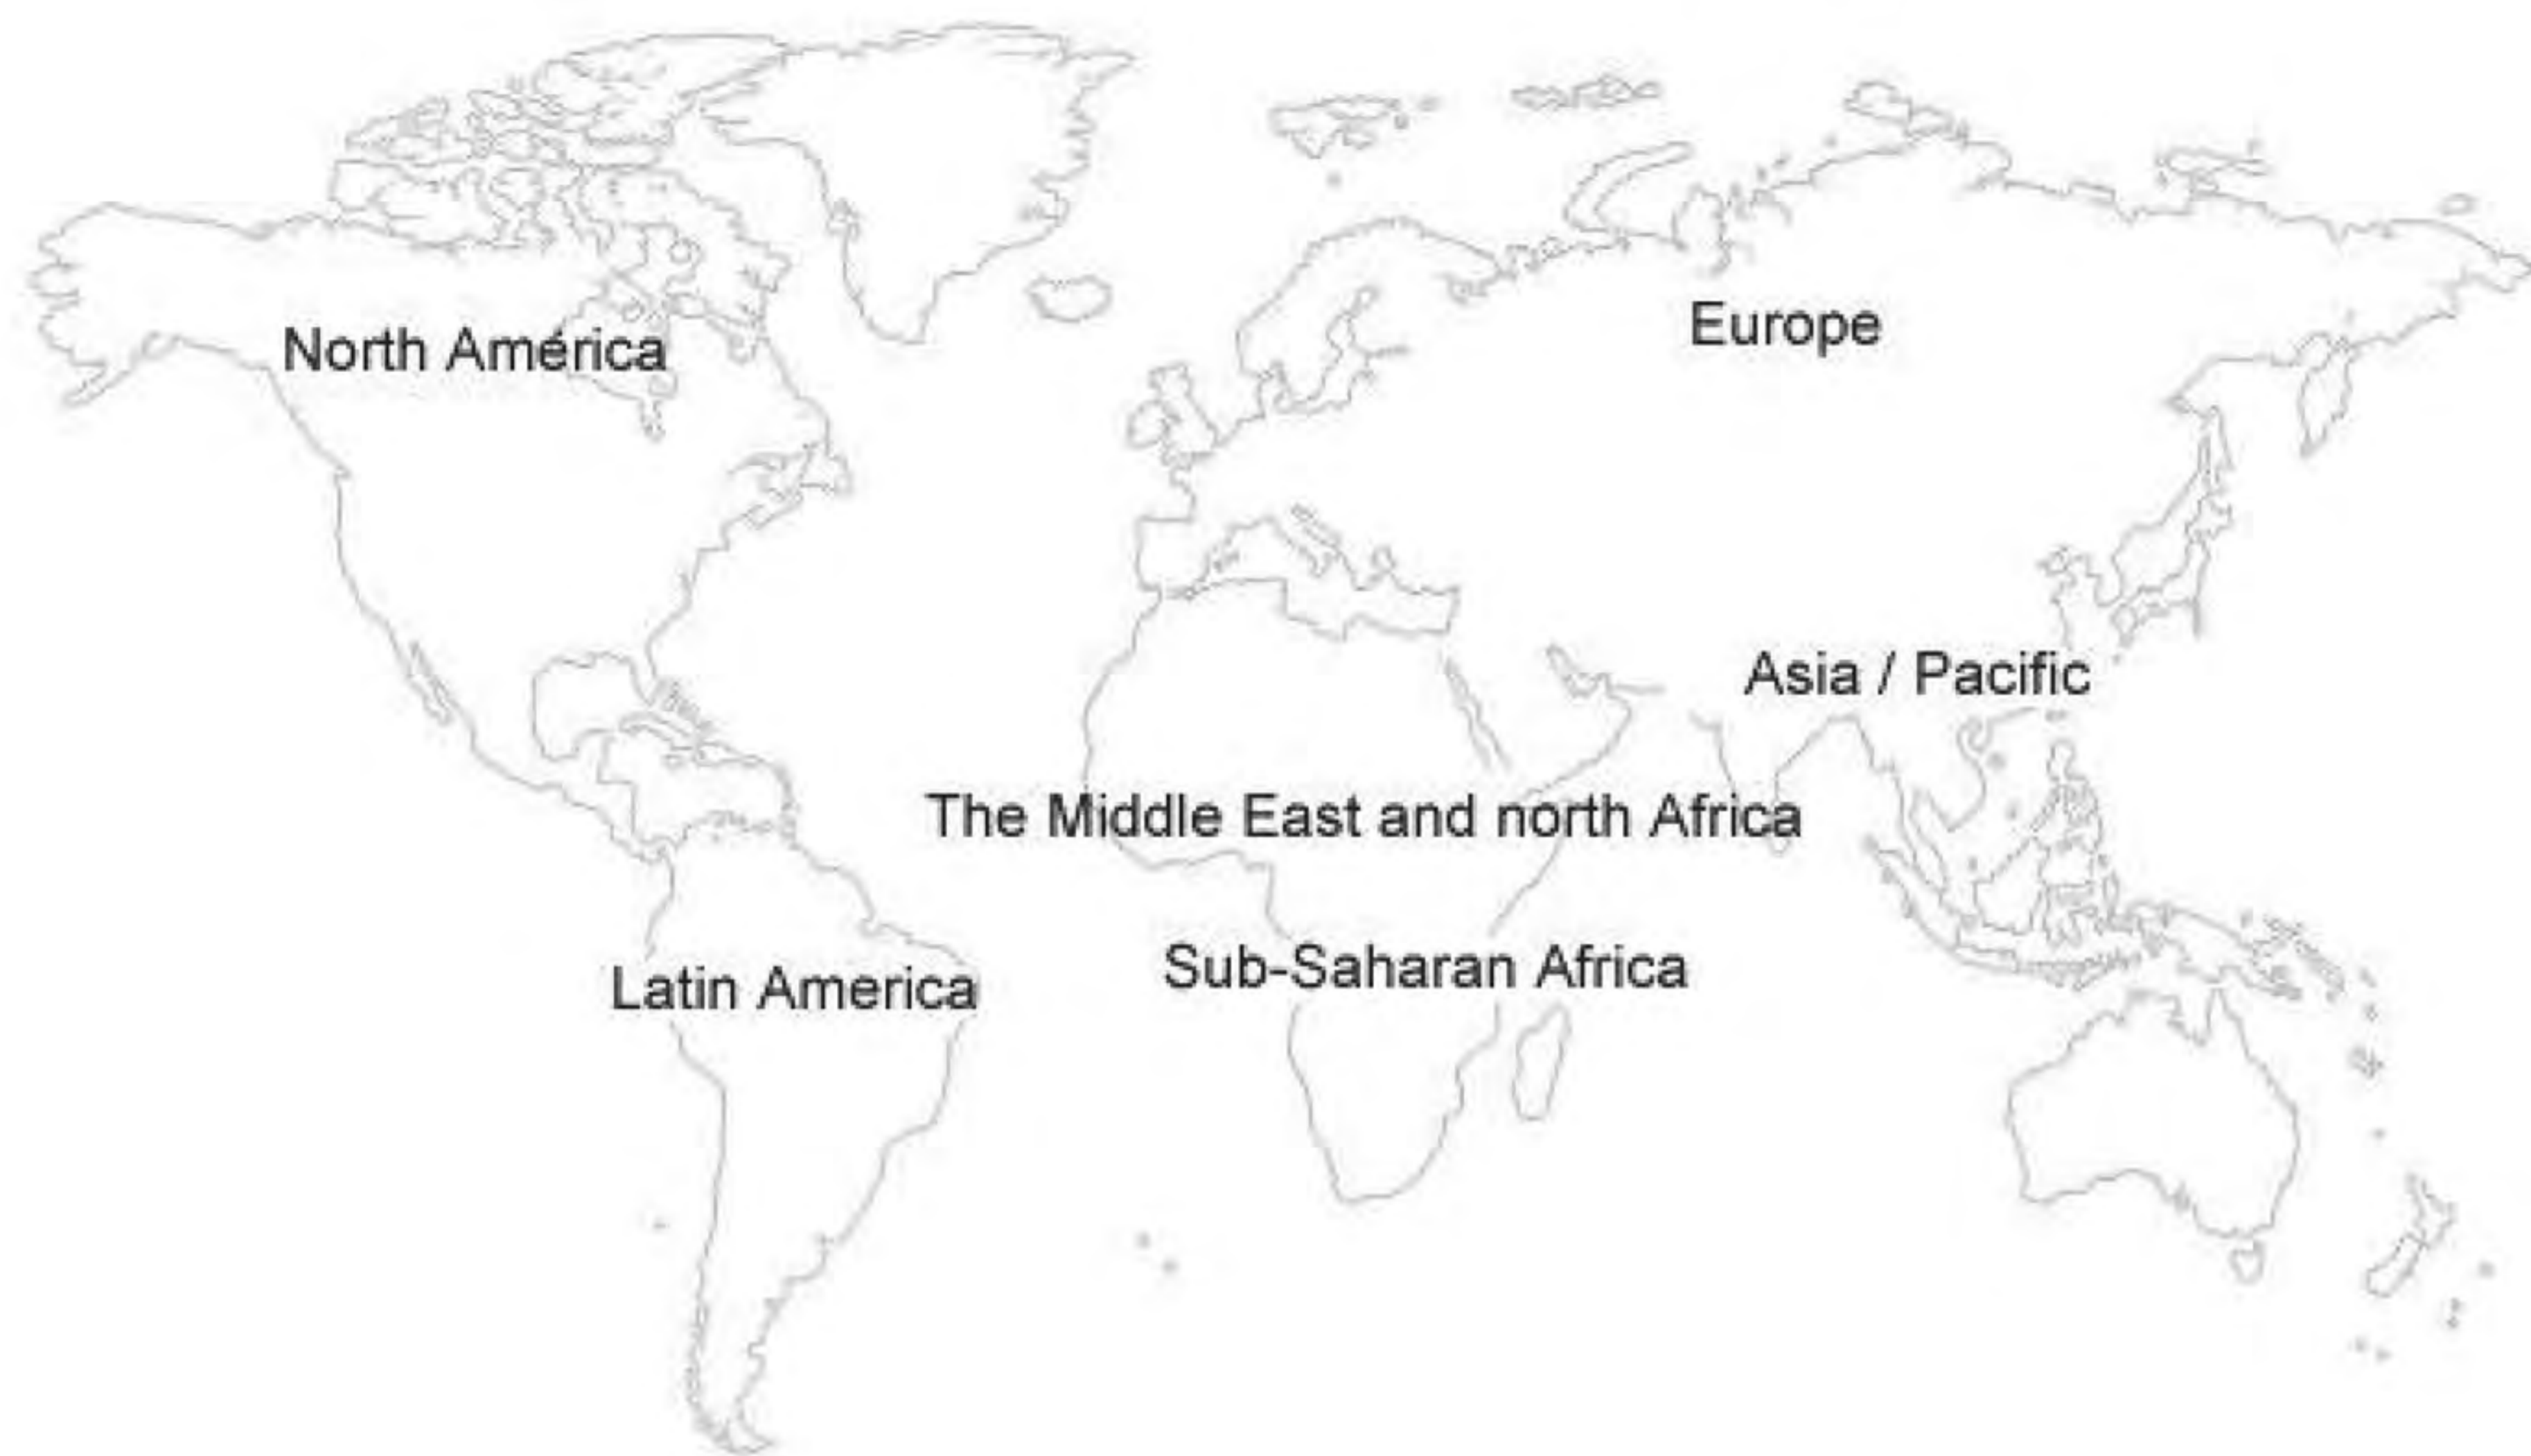 North América
Europe
Asia / Pacific
The Middle East and north Africa
Latin America
Sub-Saharan Africa